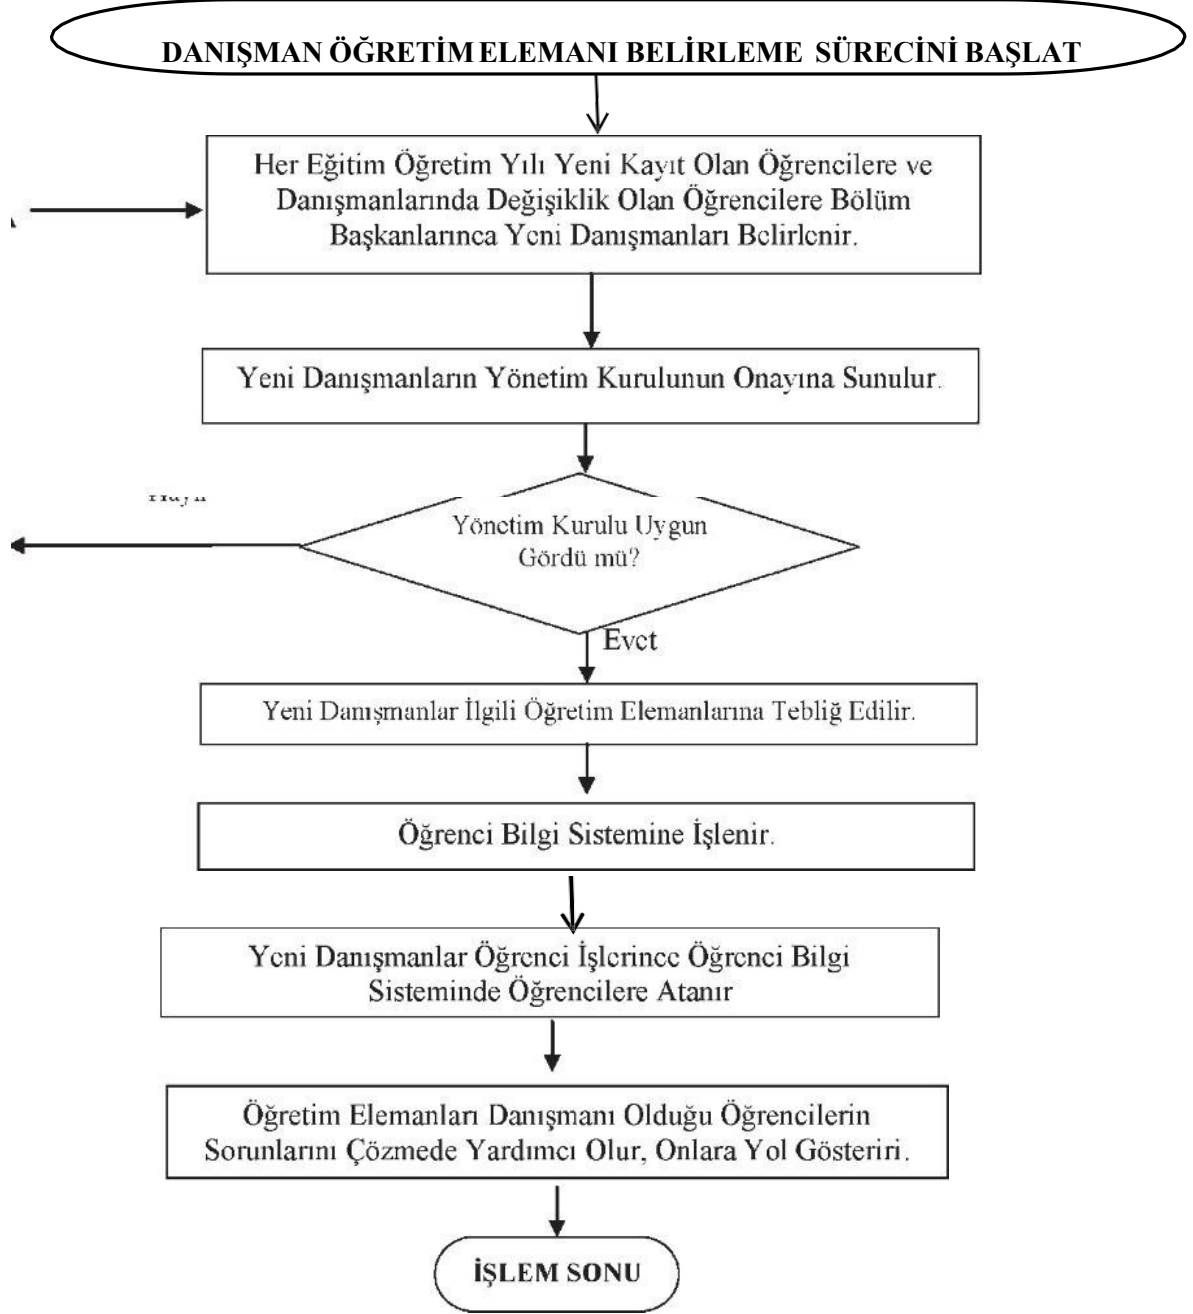 DANIŞMAN ÖĞRETİM ELEMANI BELİRLEME SÜRECİNİ BAŞLAT
Her Eğitim Öğretim Yılı Yeni Kayıt Olan Öğrencilere ve
Danışmanlarında Değişiklik Olan Öğrencilere Bölüm
Başkanlarınca Yeni Danışmanları Belirlenir.
Yeni Danışmanların Yönetim Kurulunun Onayına Sunulur.
Yönetim Kurulu Uygun
Gördü mü?
Evet
Yeni Danışmanlar İlgili Öğretim Elemanlarına Tebliğ Edilir.
Öğrenci Bilgi Sistemine İşlenir.
Yeni Danışmanlar Öğrenci İşlerince Öğrenci Bilgi
Sisteminde Öğrencilere Atanır
Öğretim Elemanları Danışmanı Olduğu Öğrencilerin
Sorunlarını Çözmede Yardımcı Olur, Onlara Yol Gösteriri.
İŞLEM SONU